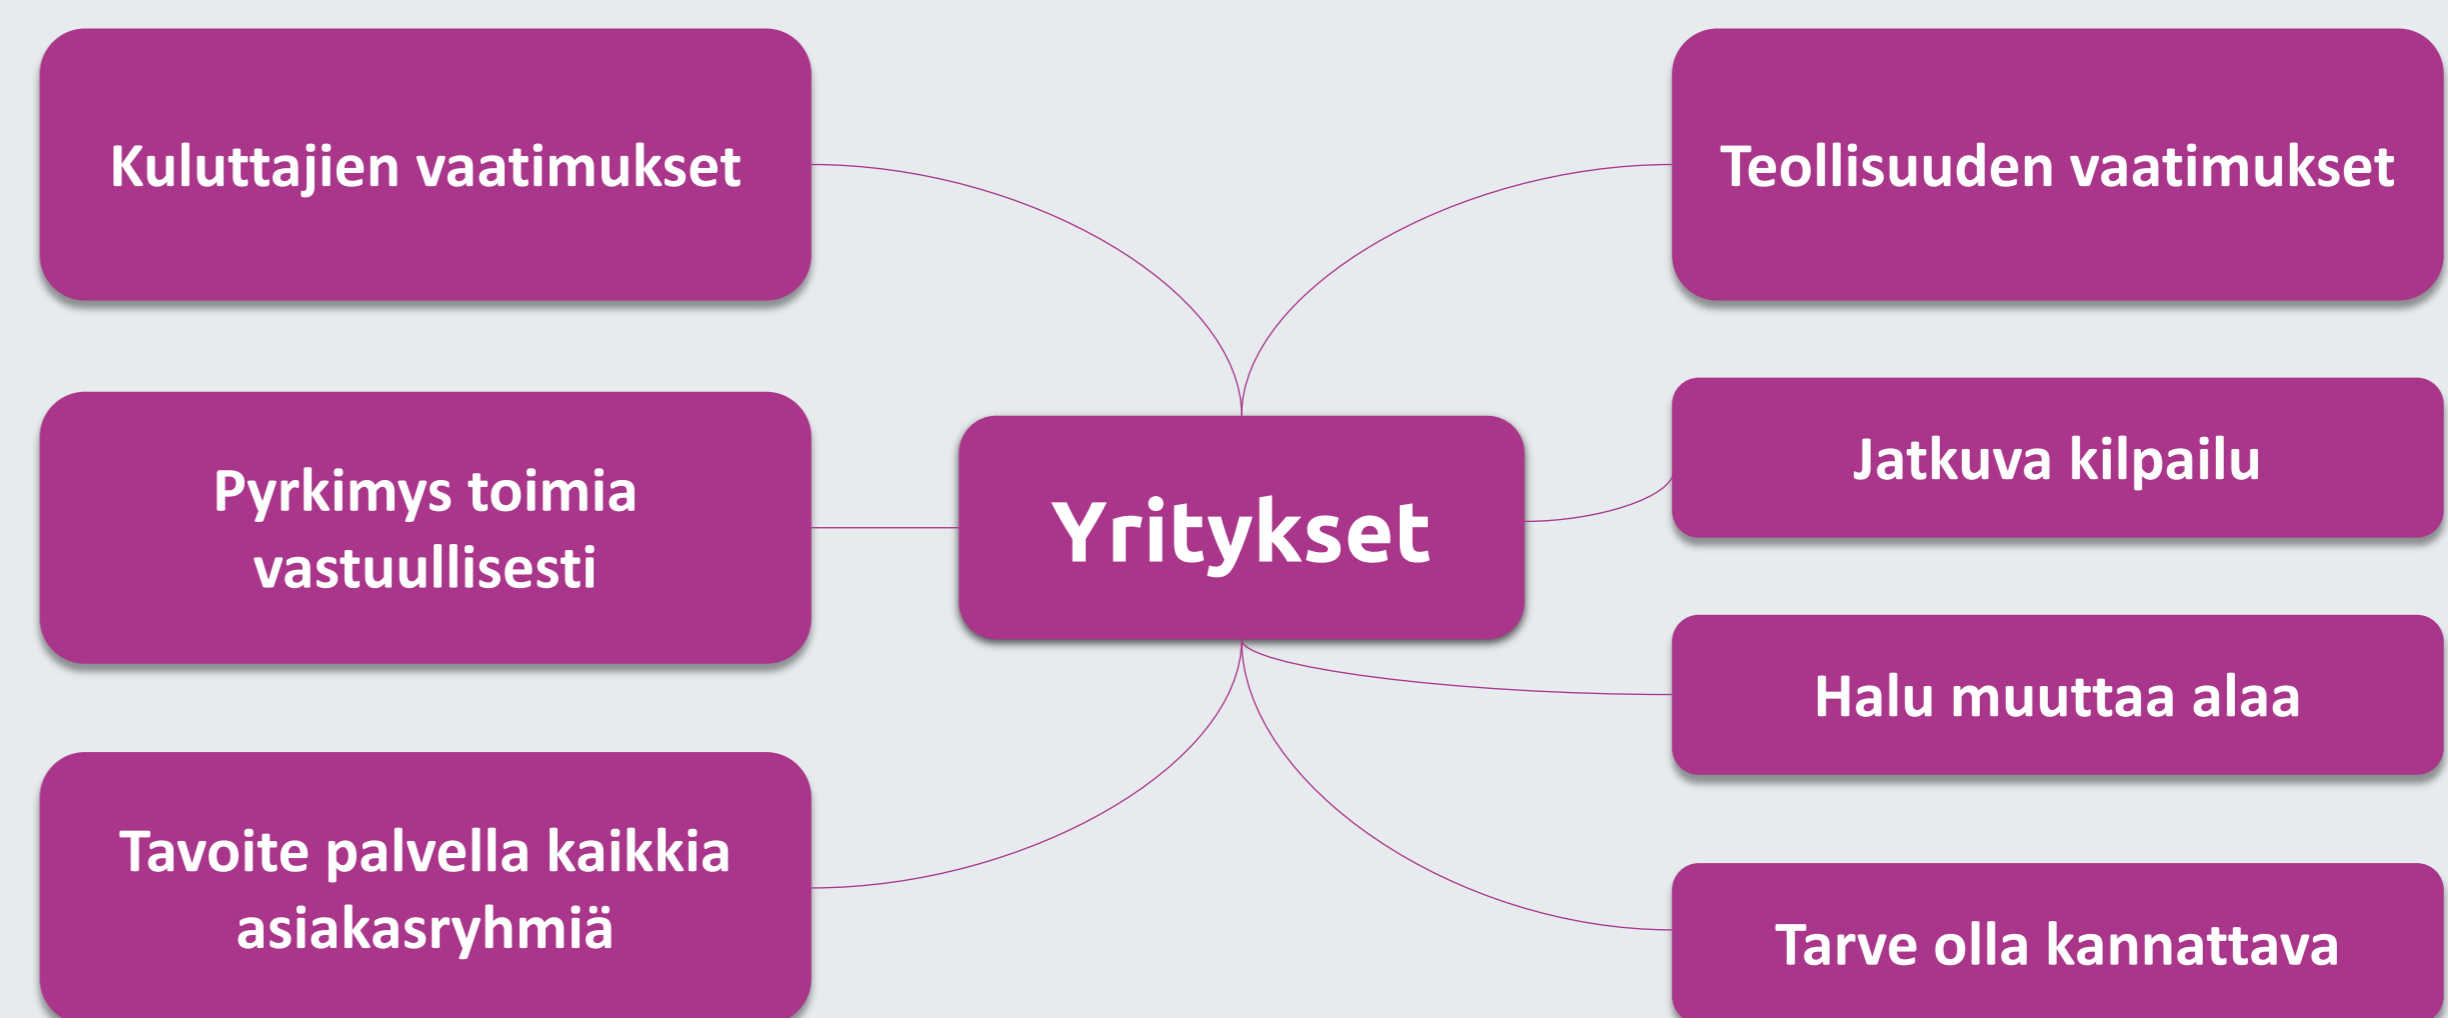 Kuluttajien vaatimukset
Teollisuuden vaatimukset
Pyrkimys toimia
vastuullisesti
Yritykset
Jatkuva kilpailu
Halu muuttaa alaa
Tavoite palvella kaikkia
asiakasryhmiä
Tarve olla kannattava